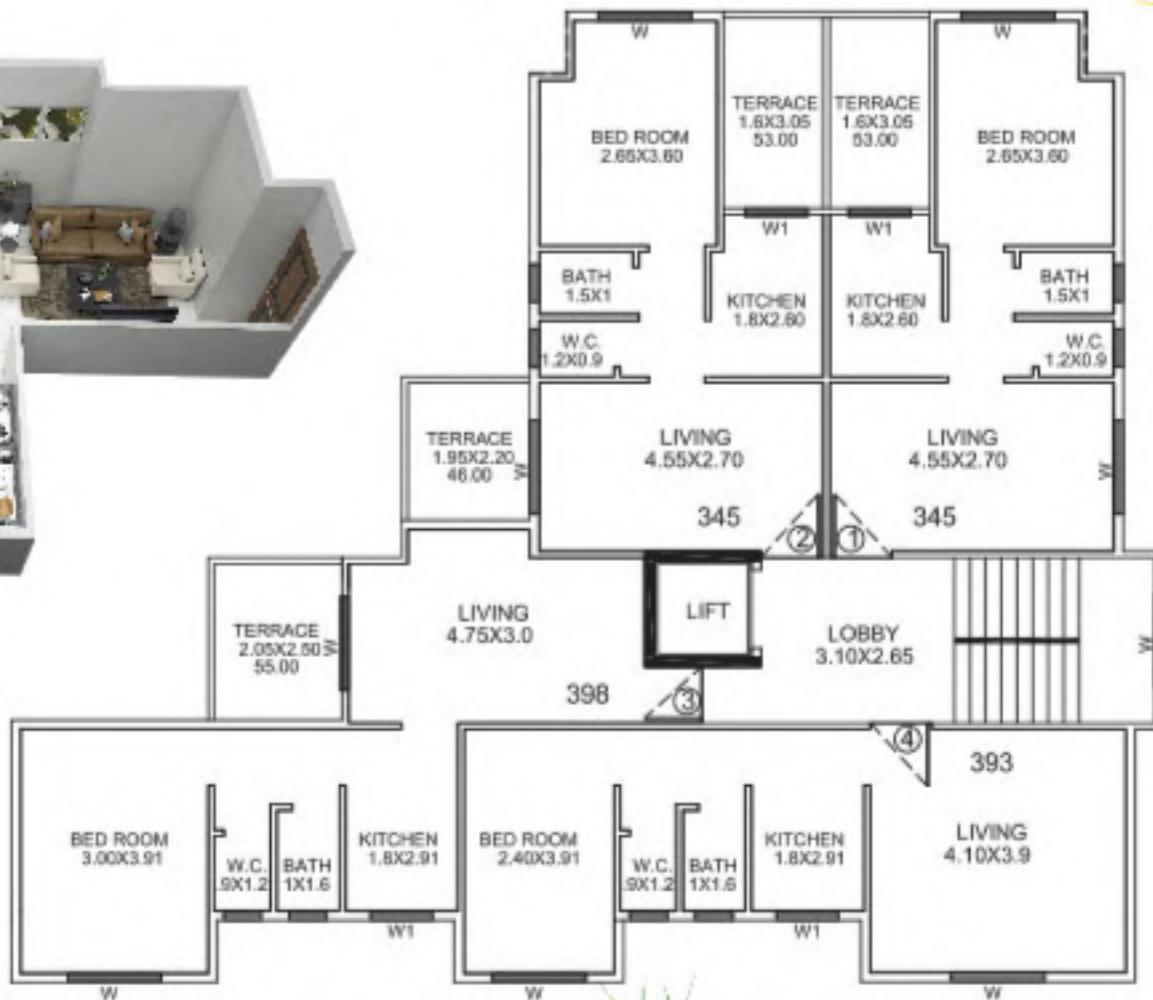 W
W
TERRACE
1.6X3.05
53.00
TERRACE
1.6X3.05
53.00
BED ROOM
2.65X3.60
BED ROOM
2.65X3.60
W1
W1
BATH
1.5X1
KITCHEN
1.8X2.60
KITCHEN
1.8X2.60
BATH
1.5X1
W.C.
1.2X0.9
W.C.
1.2X0.9
TERRACE
1.95X2.20
46.00
W
LIVING
4.55X2.70
LIVING
4.55X2.70
W
345
345
2
1
TERRACE
2.05X2.50
55.00
W
LIVING
4.75X3.0
LIFT
LOBBY
3.10X2.65
W
398
3
4
393
BED ROOM
3.00X3.91
W.C.
.9X1.2
BATH
1X1.6
KITCHEN
1.8X2.91
BED ROOM
2.40X3.91
W.C.
.9X1.2
BATH
1X1.6
KITCHEN
1.8X2.91
LIVING
4.10X3.9
W1
W1
W
W
W